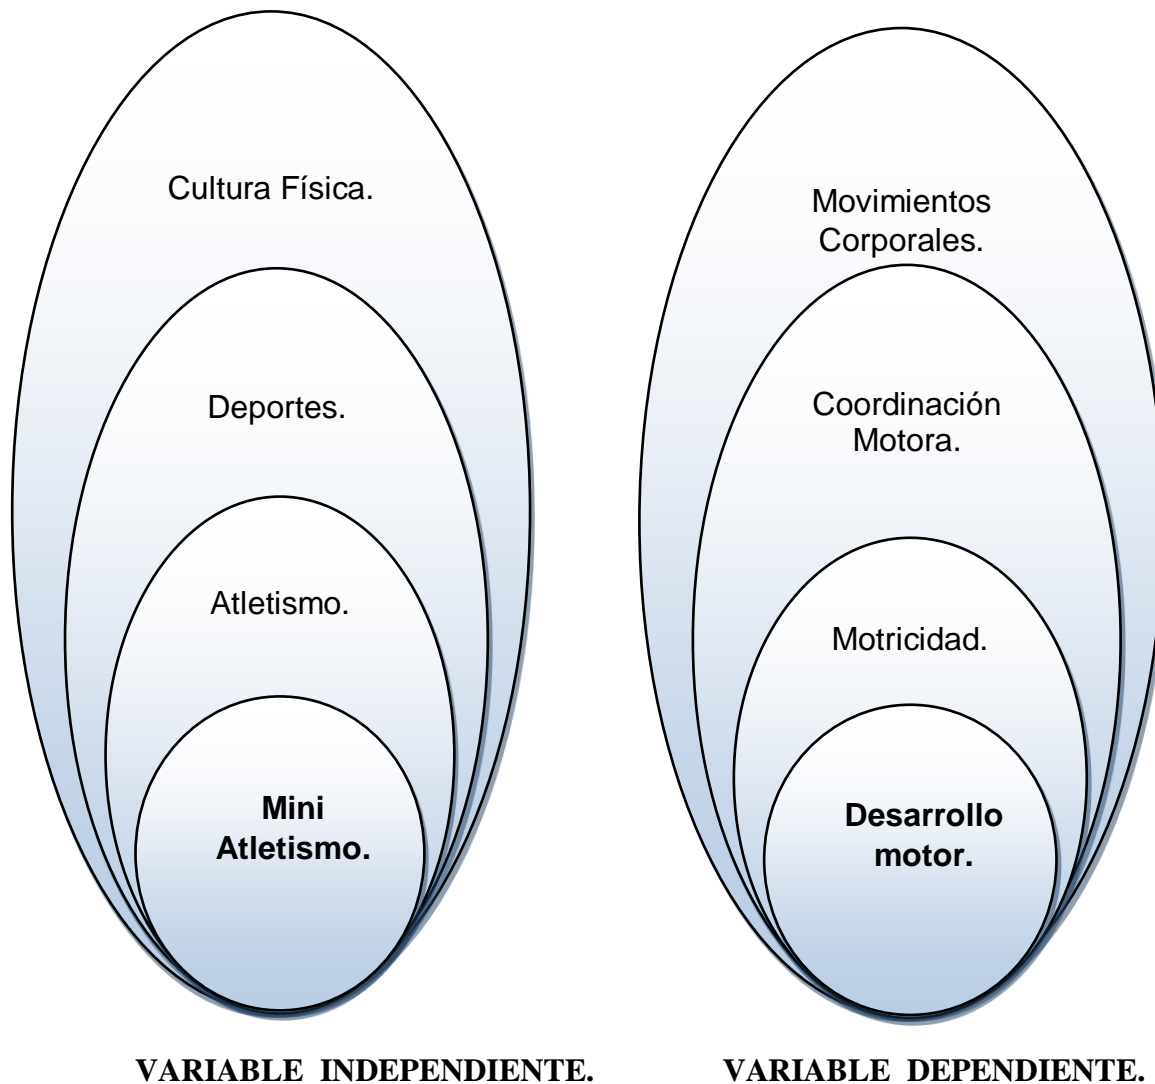 Cultura Física.
Deportes.
Atletismo.
Mini
Atletismo.
Movimientos
Corporales.
Coordinación
Motora.
Motricidad.
Desarrollo
motor.
VARIABLE INDEPENDIENTE.
VARIABLE DEPENDIENTE.